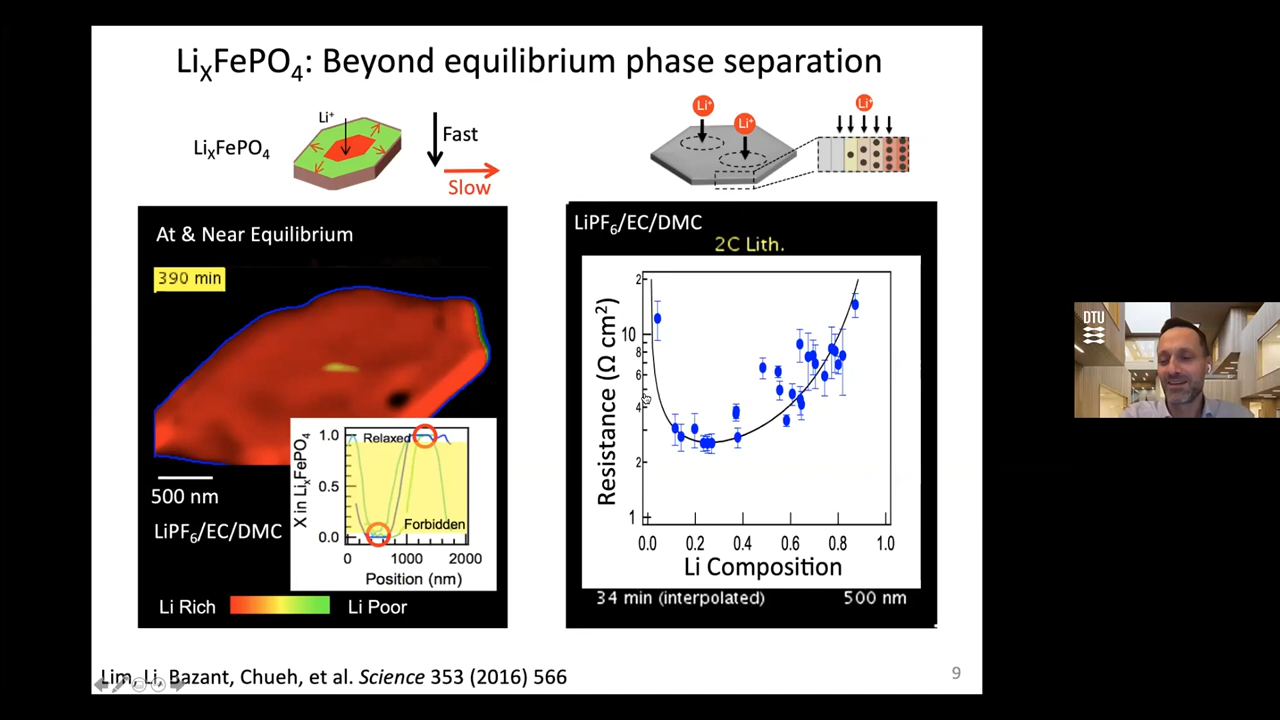 LiXFePO4: Beyond equilibrium phase separation
Li+
LiXFePO4
Fast
Slow
Li+
Li+
Li+
At & Near Equilibrium
390 min
500 nm
LiPF6/EC/DMC
X in LixFePO4
1.0
0.5
0.0
Relaxed
Forbidden
0
1000
2000
Position (nm)
Li Rich
Li Poor
LiPF6/EC/DMC
2C Lith.
Resistance (Ω cm2)
2
10
8
6
4
2
1
0.0
0.2
0.4
0.6
0.8
1.0
Li Composition
34 min (interpolated)
500 nm
Lim, Li, Bazant, Chueh, et al. Science 353 (2016) 566
9
DTU